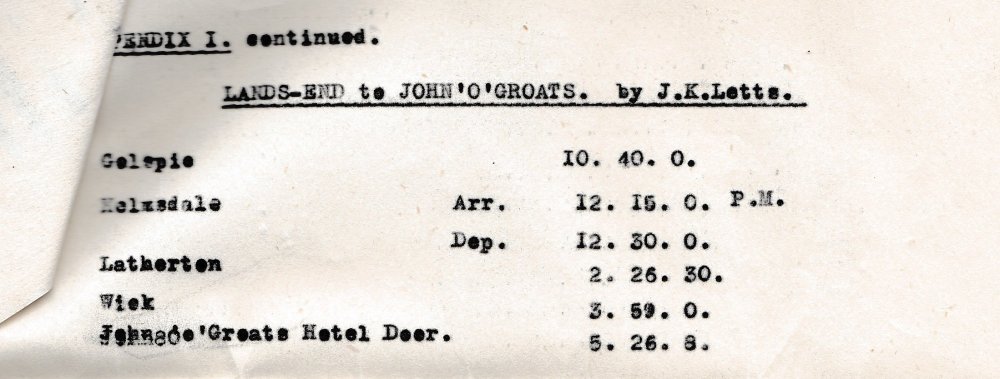 PENDIX I. continued.
LANDS-END to JOHN'O'GROATS. by J.K.Letts.
Golspie 10. 40. 0.
Helmsdale Arr. 12. 15. 0. P.M.
Dep. 12. 30. 0.
Latherton 2. 26. 30.
Wick 3. 59. 0.
John o'Groats Hotel Door. 5. 26. 8.